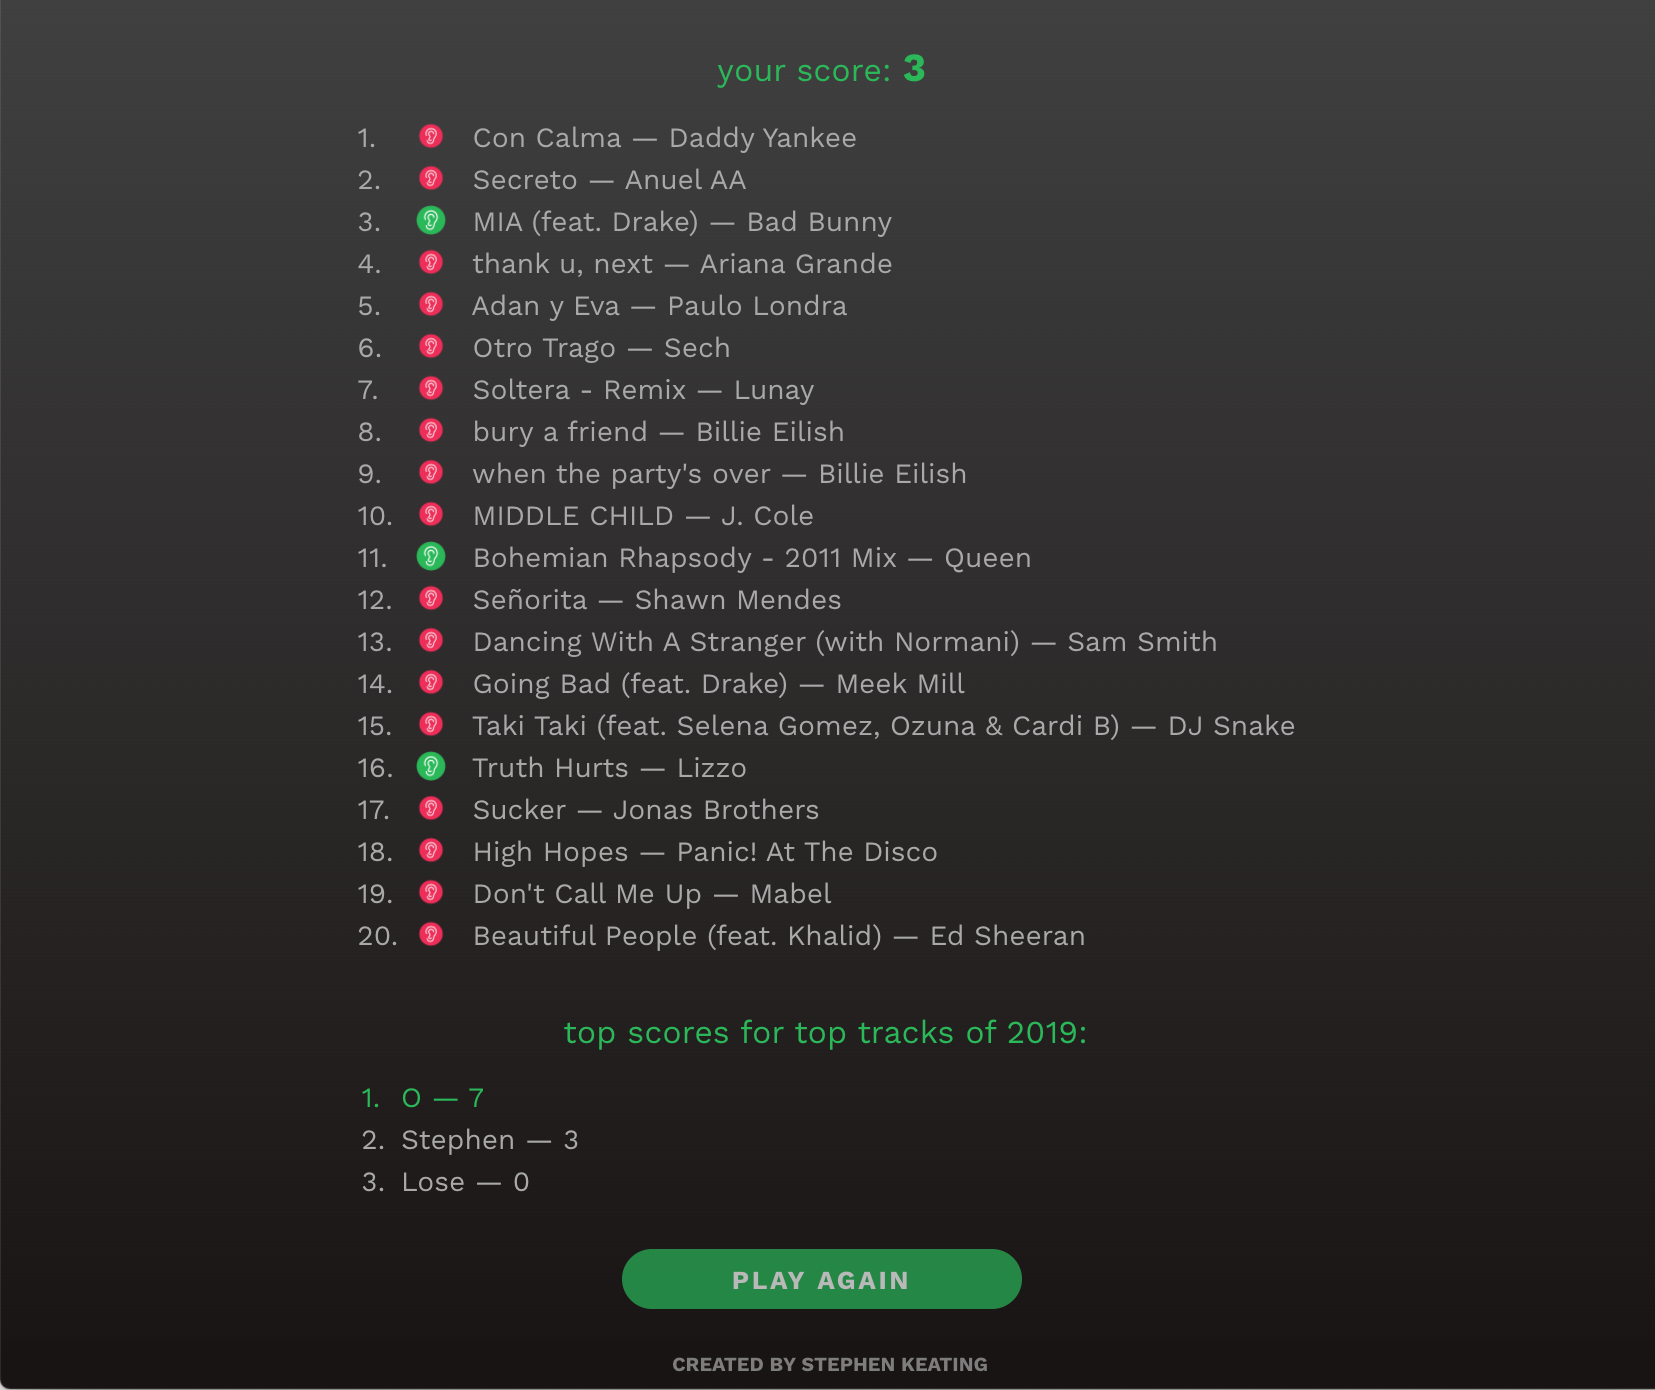 your score: 3
1. Con Calma — Daddy Yankee
2. Secreto — Anuel AA
3. MIA (feat. Drake) — Bad Bunny
4. thank u, next — Ariana Grande
5. Adan y Eva — Paulo Londra
6. Otro Trago — Sech
7. Soltera - Remix — Lunay
8. bury a friend — Billie Eilish
9. when the party's over — Billie Eilish
10. MIDDLE CHILD — J. Cole
11. Bohemian Rhapsody - 2011 Mix — Queen
12. Señorita — Shawn Mendes
13. Dancing With A Stranger (with Normani) — Sam Smith
14. Going Bad (feat. Drake) — Meek Mill
15. Taki Taki (feat. Selena Gomez, Ozuna & Cardi B) — DJ Snake
16. Truth Hurts — Lizzo
17. Sucker — Jonas Brothers
18. High Hopes — Panic! At The Disco
19. Don't Call Me Up — Mabel
20. Beautiful People (feat. Khalid) — Ed Sheeran
top scores for top tracks of 2019:
1. O — 7
2. Stephen — 3
3. Lose — 0
PLAY AGAIN
CREATED BY STEPHEN KEATING